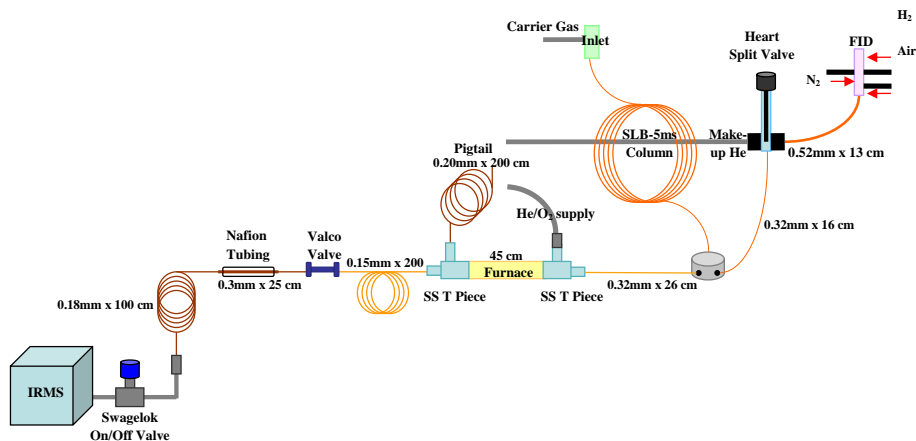 Carrier Gas
Inlet
Heart
Split Valve
FID
H2
Air
N2
SLB-5ms
Column
Make-
up He
0.52mm x 13 cm
Pigtail
0.20mm x 200 cm
He/O2 supply
0.32mm x 16 cm
Nafion
Tubing
Valco
Valve
0.3mm x 25 cm
0.15mm x 200
45 cm
Furnace
SS T Piece
SS T Piece
0.32mm x 26 cm
0.18mm x 100 cm
IRMS
Swagelok
On/Off Valve